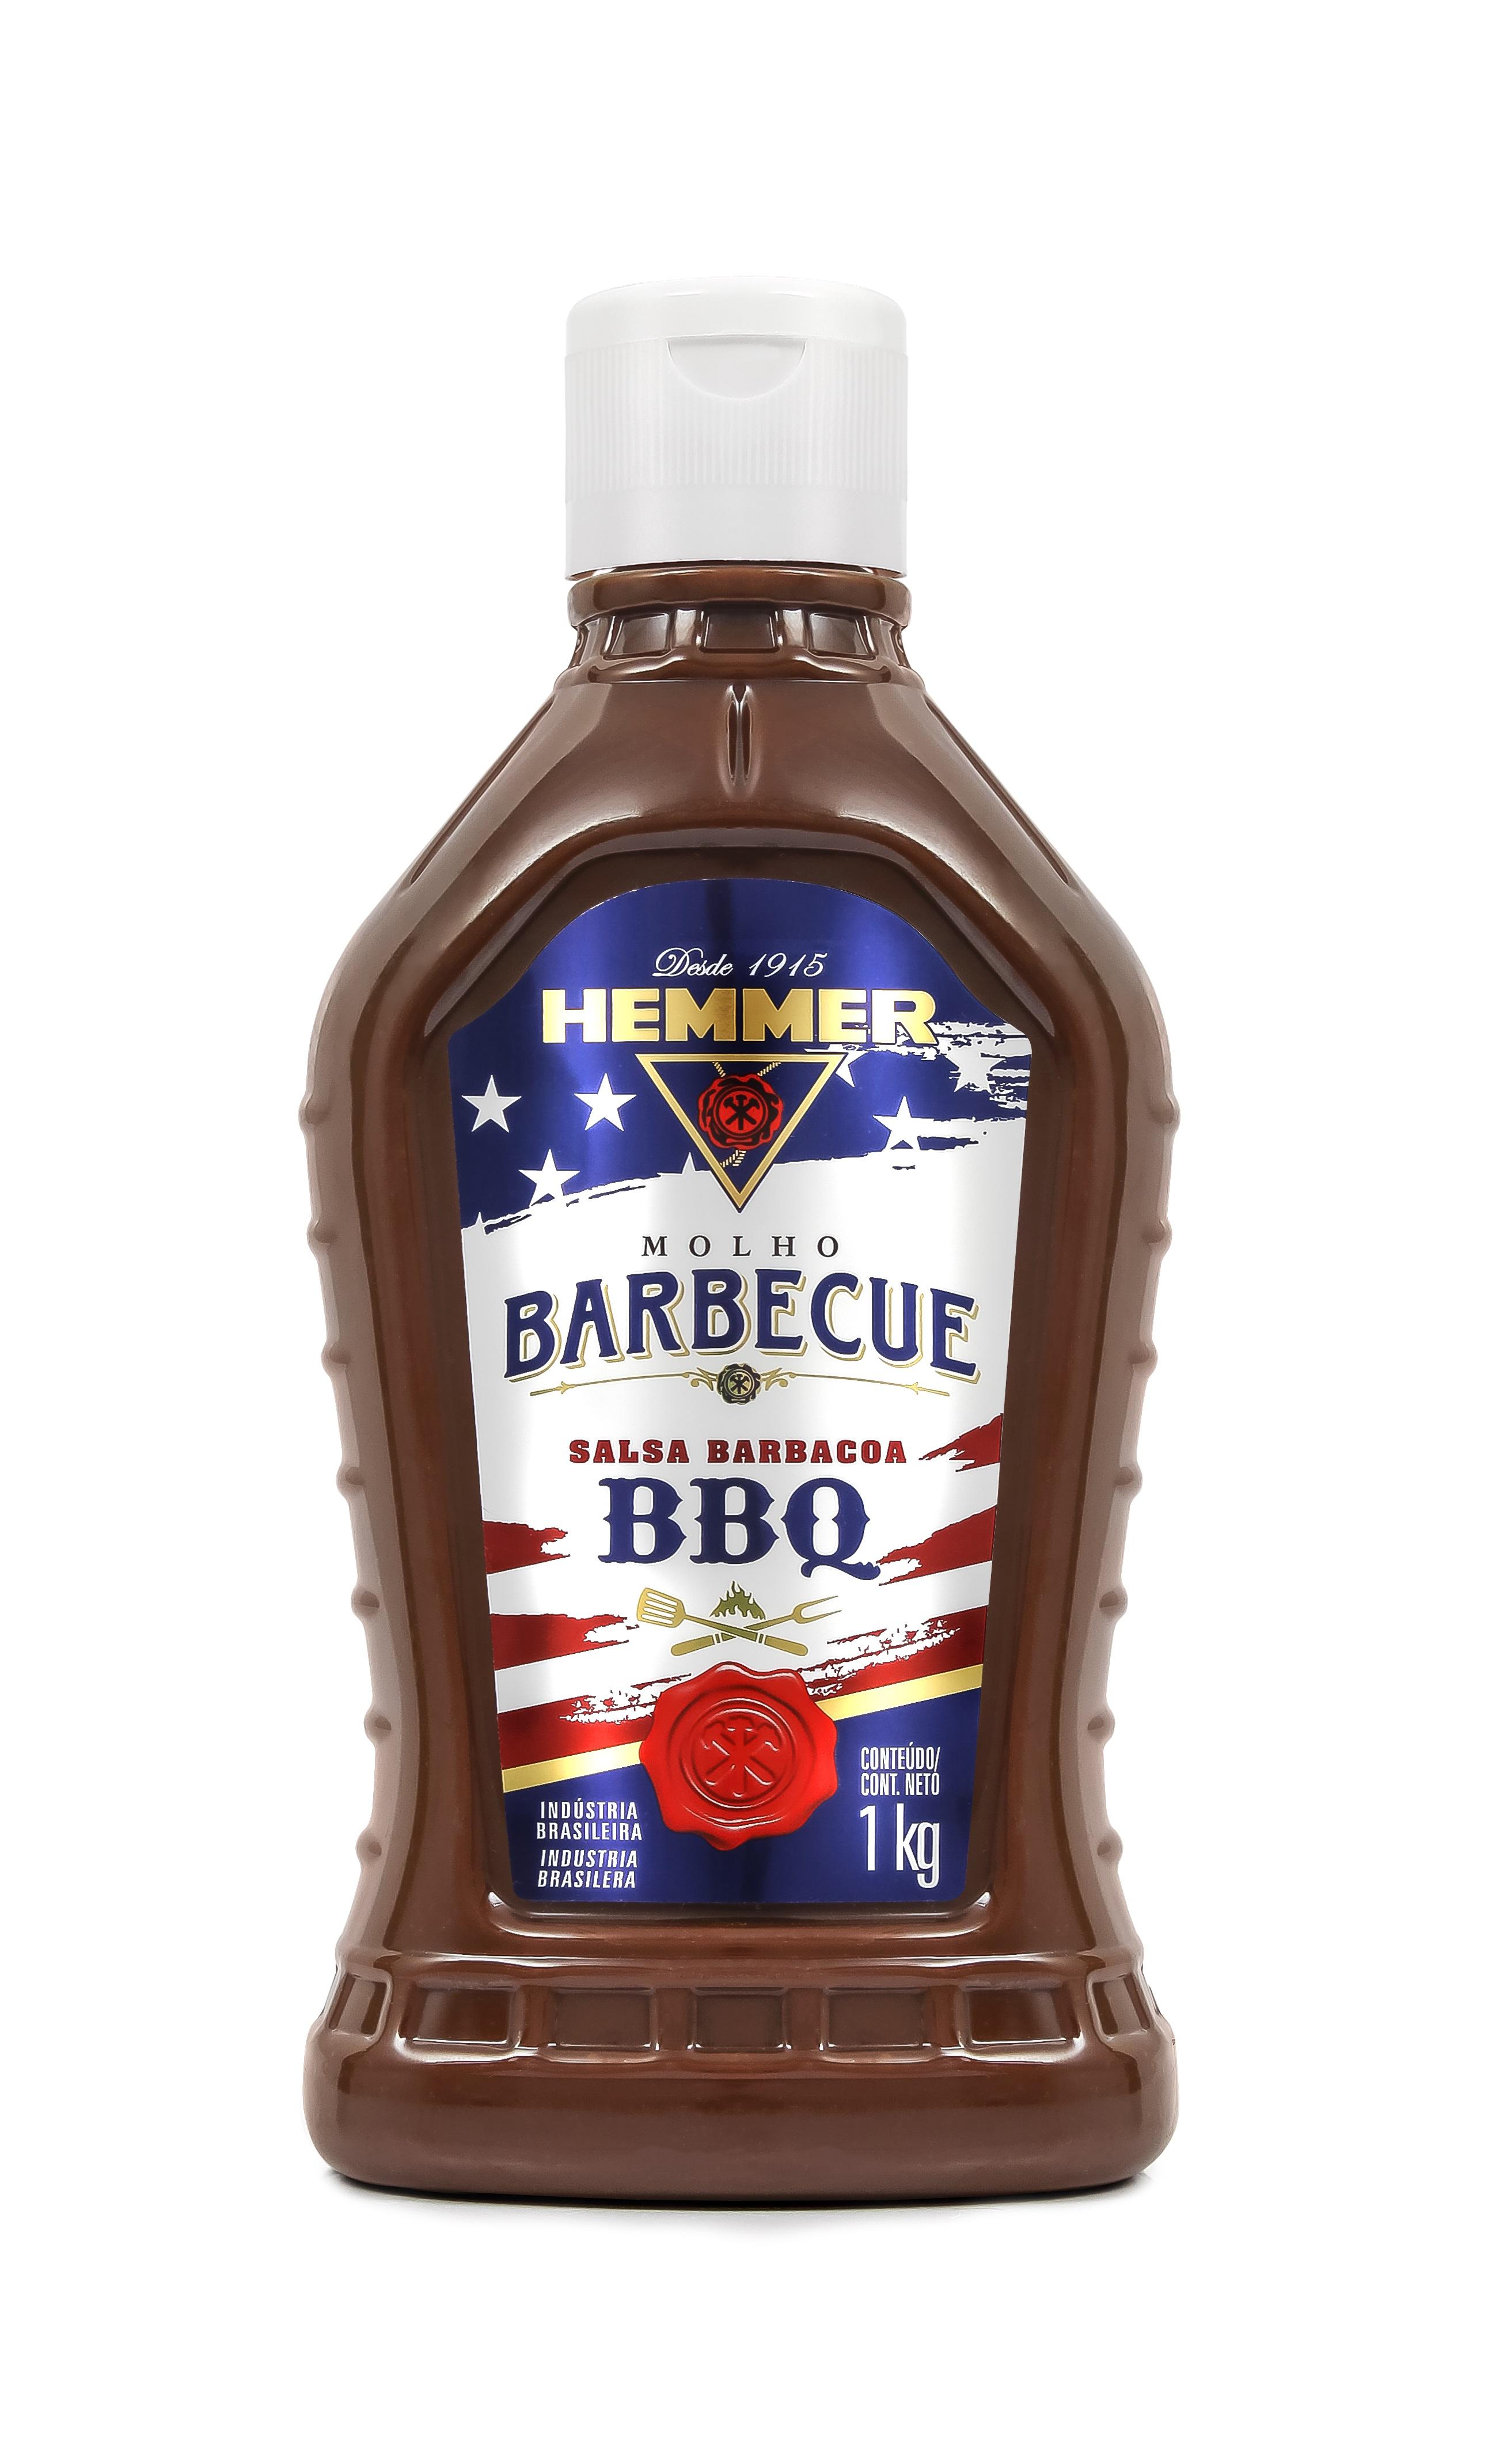 Desde 1915
HEMMER
MOLHO
BARBECUE
SALSA BARBACOA
BBQ
CONTEÚDO/
CONT. NETO
1 kg
INDÚSTRIA
BRASILEIRA
INDUSTRIA
BRASILERA